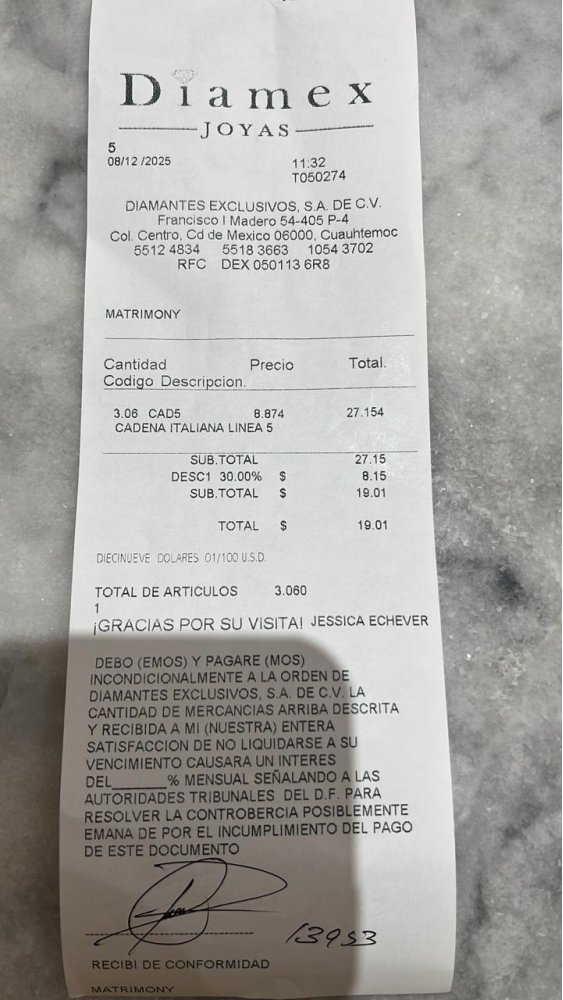 Diamex
JOYAS
5
08/12 /2025 11:32
T050274
DIAMANTES EXCLUSIVOS, S.A. DE C.V.
Francisco I Madero 54-405 P-4
Col. Centro, Cd de Mexico 06000, Cuauhtemoc
5512 4834 5518 3663 1054 3702
RFC DEX 050113 6R8
MATRIMONY
Cantidad Precio Total.
Codigo Descripcion.
3.06 CAD5 8.874 27.154
CADENA ITALIANA LINEA 5
SUB.TOTAL 27.15
DESC1 30.00% $ 8.15
SUB.TOTAL $ 19.01
TOTAL $ 19.01
DIECINUEVE DOLARES 01/100 U.S.D.
TOTAL DE ARTICULOS 3.060
1
¡GRACIAS POR SU VISITA! JESSICA ECHEVER
DEBO (EMOS) Y PAGARE (MOS)
INCONDICIONALMENTE A LA ORDEN DE
DIAMANTES EXCLUSIVOS, S.A. DE C.V. LA
CANTIDAD DE MERCANCIAS ARRIBA DESCRITA
Y RECIBIDA A MI (NUESTRA) ENTERA
SATISFACCION DE NO LIQUIDARSE A SU
VENCIMIENTO CAUSARA UN INTERES
DEL______% MENSUAL SEÑALANDO A LAS
AUTORIDADES TRIBUNALES DEL D.F. PARA
RESOLVER LA CONTROBERCIA POSIBLEMENTE
EMANA DE POR EL INCUMPLIMIENTO DEL PAGO
DE ESTE DOCUMENTO
13953
RECIBI DE CONFORMIDAD
MATRIMONY